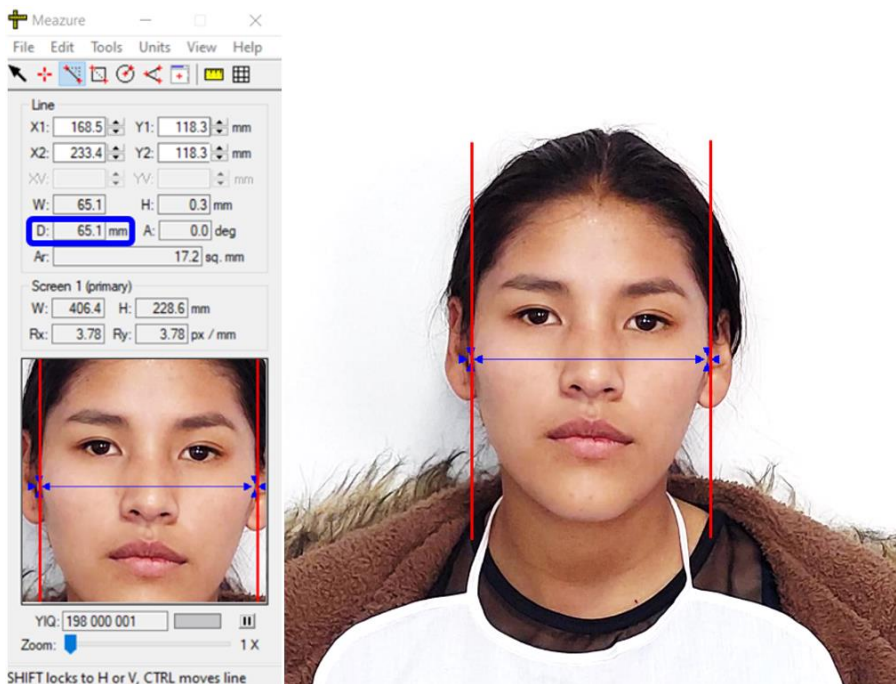 Meazure
File Edit Tools Units View Help
Line
X1: 168.5 Y1: 118.3 mm
X2: 233.4 Y2: 118.3 mm
XV: YV: mm
W: 65.1 H: 0.3 mm
D: 65.1 mm A: 0.0 deg
Ar: 17.2 sq. mm
Screen 1 (primary)
W: 406.4 H: 228.6 mm
Rx: 3.78 Ry: 3.78 px / mm
YIQ: 198 000 001
Zoom: 1 X
SHIFT locks to H or V, CTRL moves line